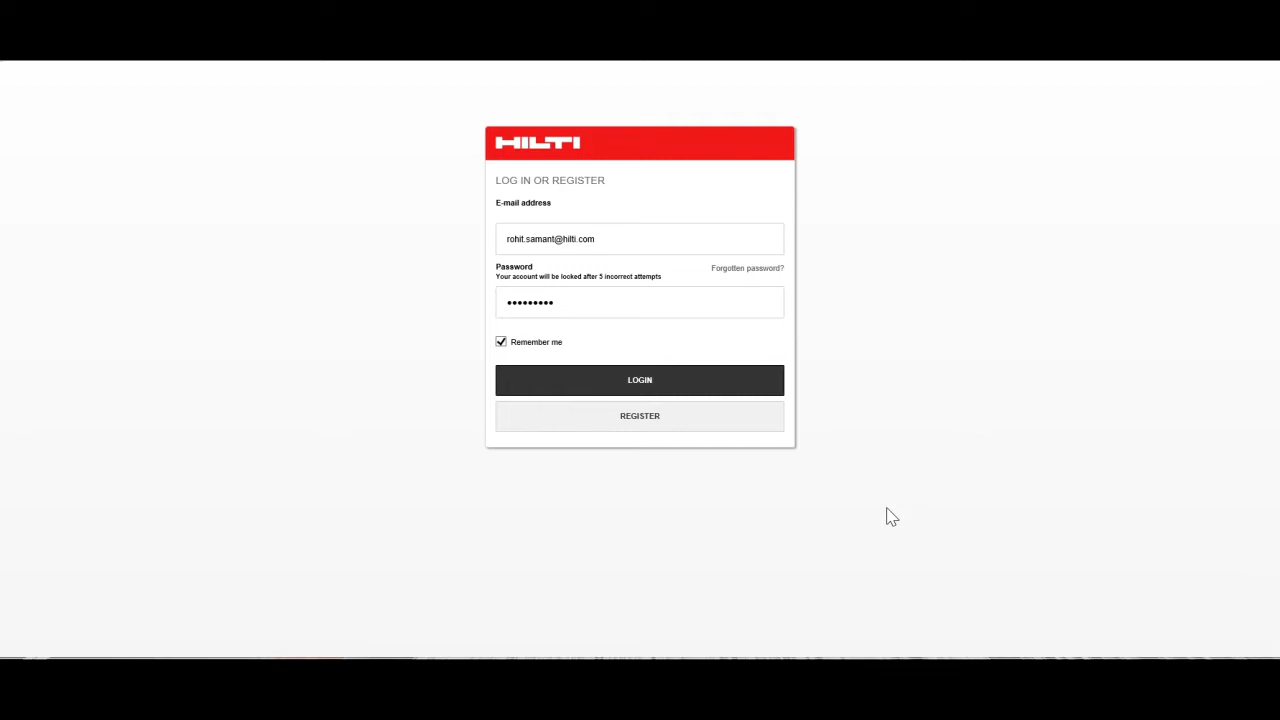 HILTI
LOG IN OR REGISTER
E-mail address
rohit.samant@hilti.com
Password
Forgotten password?
Your account will be locked after 5 incorrect attempts
•••••••••
Remember me
LOGIN
REGISTER